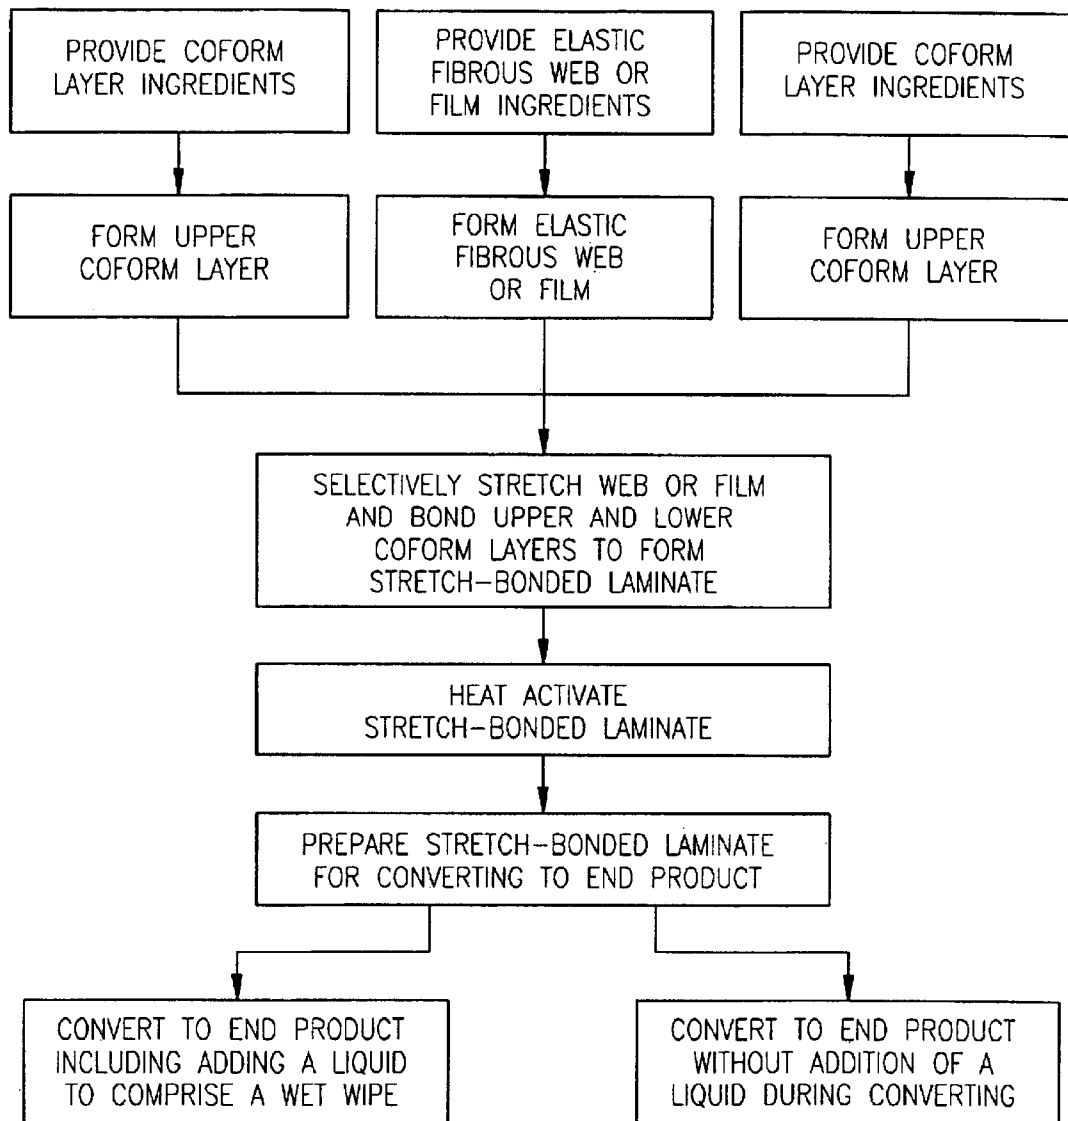 PROVIDE COFORM
LAYER INGREDIENTS
PROVIDE ELASTIC
FIBROUS WEB OR
FILM INGREDIENTS
PROVIDE COFORM
LAYER INGREDIENTS
FORM UPPER
COFORM LAYER
FORM ELASTIC
FIBROUS WEB
OR FILM
FORM UPPER
COFORM LAYER
SELECTIVELY STRETCH WEB OR FILM
AND BOND UPPER AND LOWER
COFORM LAYERS TO FORM
STRETCH-BONDED LAMINATE
HEAT ACTIVATE
STRETCH-BONDED LAMINATE
PREPARE STRETCH-BONDED LAMINATE
FOR CONVERTING TO END PRODUCT
CONVERT TO END PRODUCT
INCLUDING ADDING A LIQUID
TO COMPRISE A WET WIPE
CONVERT TO END PRODUCT
WITHOUT ADDITION OF A
LIQUID DURING CONVERTING